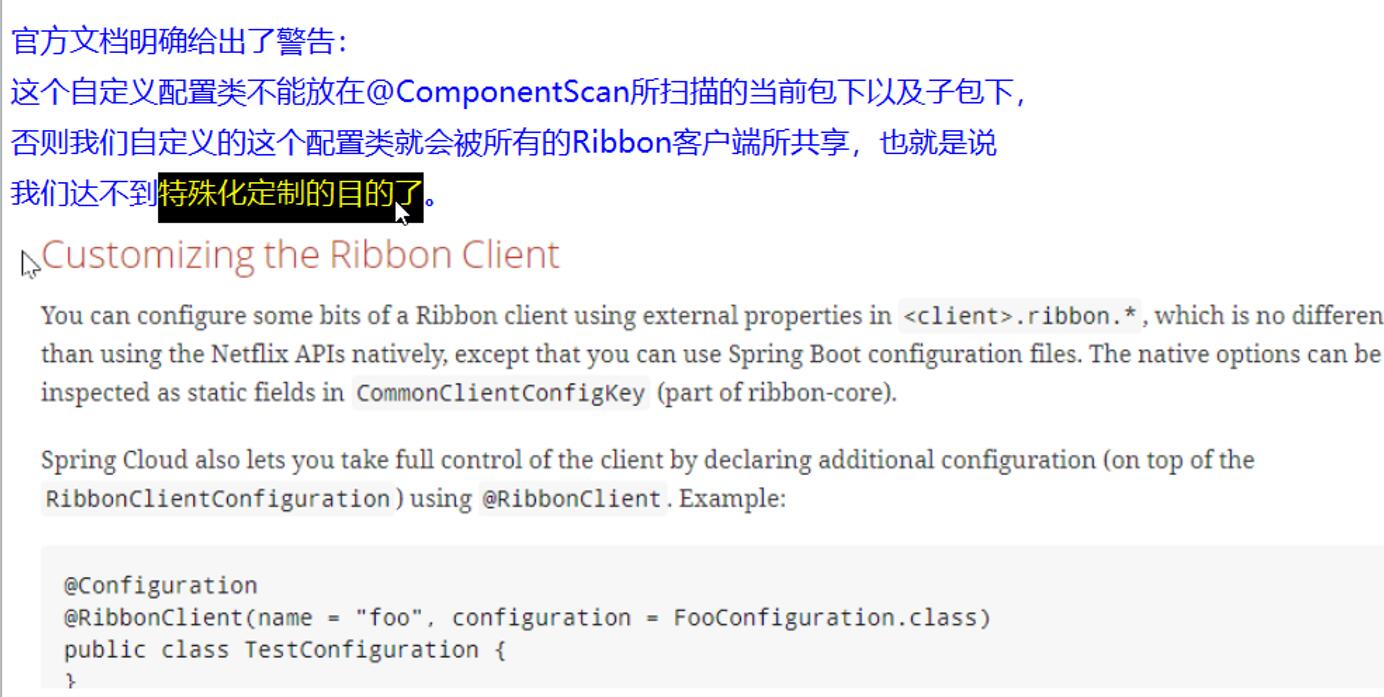 官方文档明确给出了警告：
这个自定义配置类不能放在@ComponentScan所扫描的当前包下以及子包下，
否则我们自定义的这个配置类就会被所有的Ribbon客户端所共享，也就是说
我们达不到特殊化定制的目的了。
Customizing the Ribbon Client
You can configure some bits of a Ribbon client using external properties in <client>.ribbon.*, which is no differen
than using the Netflix APIs natively, except that you can use Spring Boot configuration files. The native options can be
inspected as static fields in CommonClientConfigKey (part of ribbon-core).
Spring Cloud also lets you take full control of the client by declaring additional configuration (on top of the
RibbonClientConfiguration) using @RibbonClient. Example:
@Configuration
@RibbonClient(name = "foo", configuration = FooConfiguration.class)
public class TestConfiguration {
}